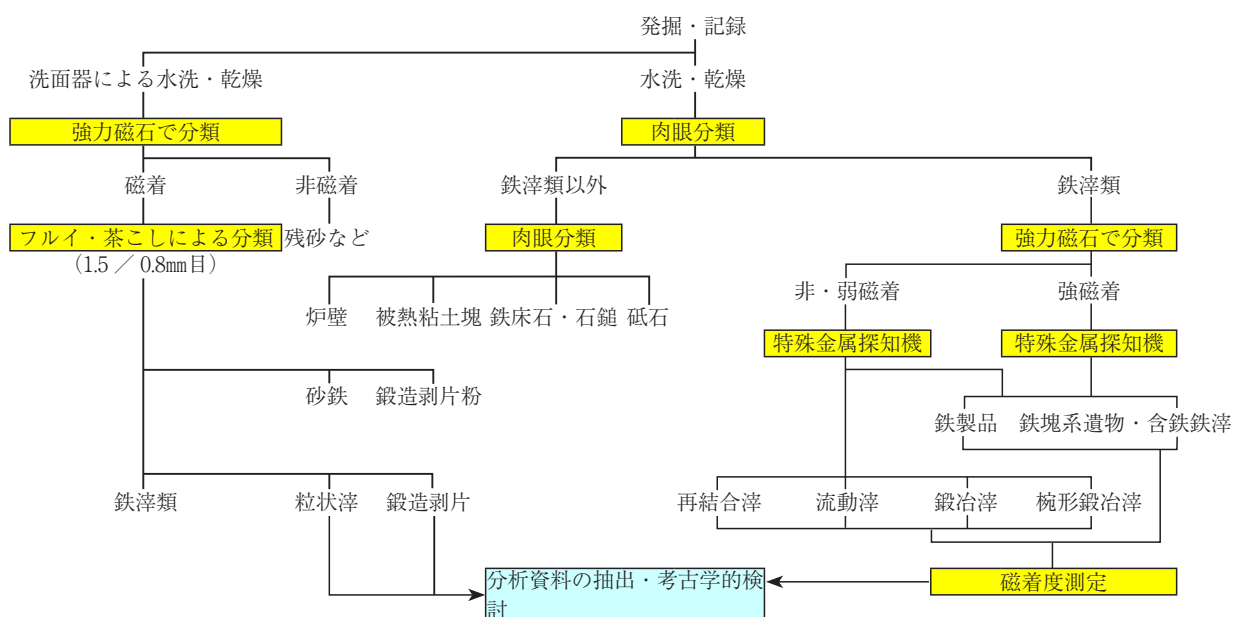 発掘・記録
洗面器による水洗・乾燥
水洗・乾燥
強力磁石で分類
肉眼分類
磁着
非磁着
鉄滓類以外
鉄滓類
フルイ・茶こしによる分類
残砂など
肉眼分類
強力磁石で分類
(1.5 ／ 0.8㎜目)
非・弱磁着
強磁着
炉壁
被熱粘土塊
鉄床石・石鎚
砥石
特殊金属探知機
特殊金属探知機
砂鉄
鍛造剥片粉
鉄製品
鉄塊系遺物・含鉄鉄滓
鉄滓類
粒状滓
鍛造剥片
再結合滓
流動滓
鍛冶滓
椀形鍛冶滓
分析資料の抽出・考古学的検
討
磁着度測定